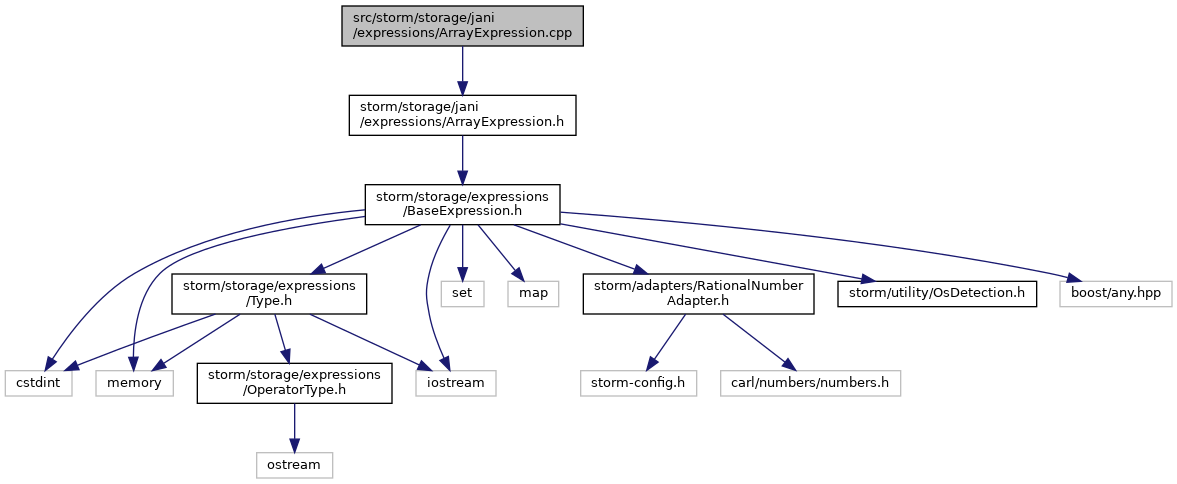 src/storm/storage/jani
/expressions/ArrayExpression.cpp
storm/storage/jani
/expressions/ArrayExpression.h
storm/storage/expressions
/BaseExpression.h
storm/storage/expressions
/Type.h
set
map
storm/adapters/RationalNumber
Adapter.h
storm/utility/OsDetection.h
boost/any.hpp
cstdint
memory
storm/storage/expressions
/OperatorType.h
iostream
storm-config.h
carl/numbers/numbers.h
ostream